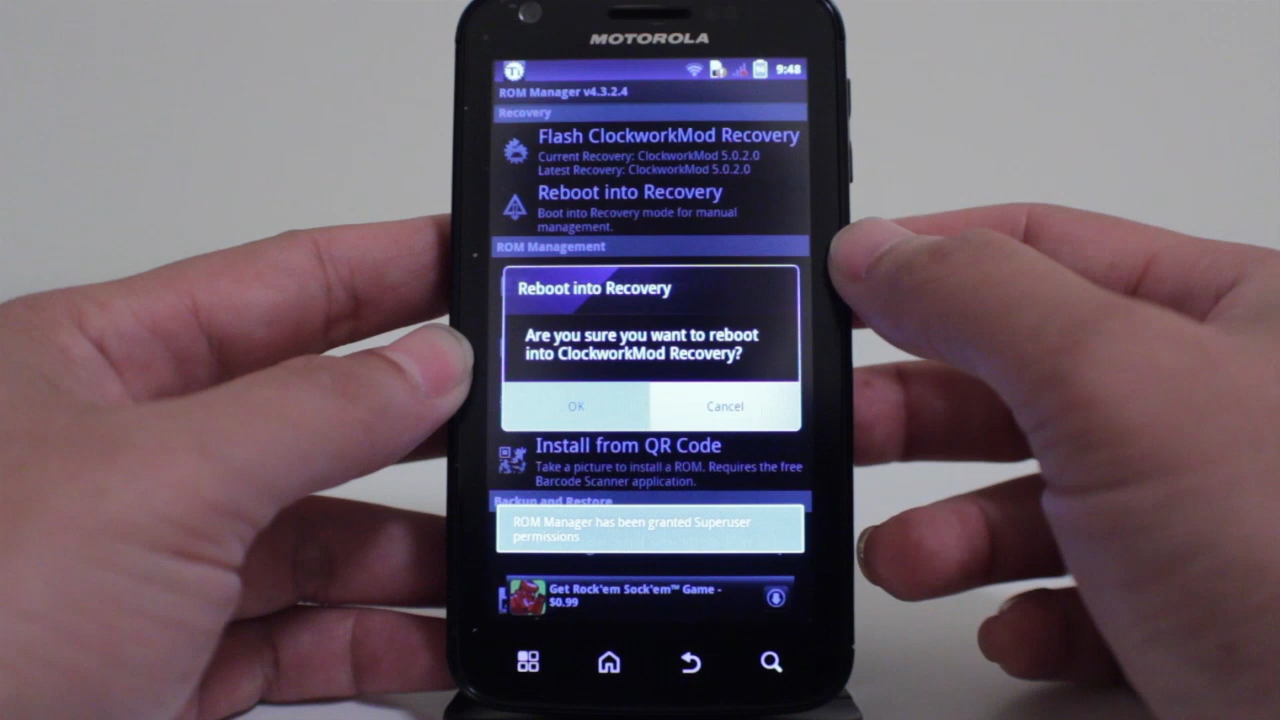 MOTOROLA
9:48
ROM Manager v4.3.2.4
Recovery
Flash ClockworkMod Recovery
Current Recovery: ClockworkMod 5.0.2.0
Latest Recovery: ClockworkMod 5.0.2.0
Reboot into Recovery
Boot into Recovery mode for manual
management.
ROM Management
Reboot into Recovery
Are you sure you want to reboot
into ClockworkMod Recovery?
OK
Cancel
Install from QR Code
Take a picture to install a ROM. Requires the free
Barcode Scanner application.
Backup and Restore
ROM Manager has been granted Superuser
permissions
Get Rock'em Sock'em™ Game -
$0.99